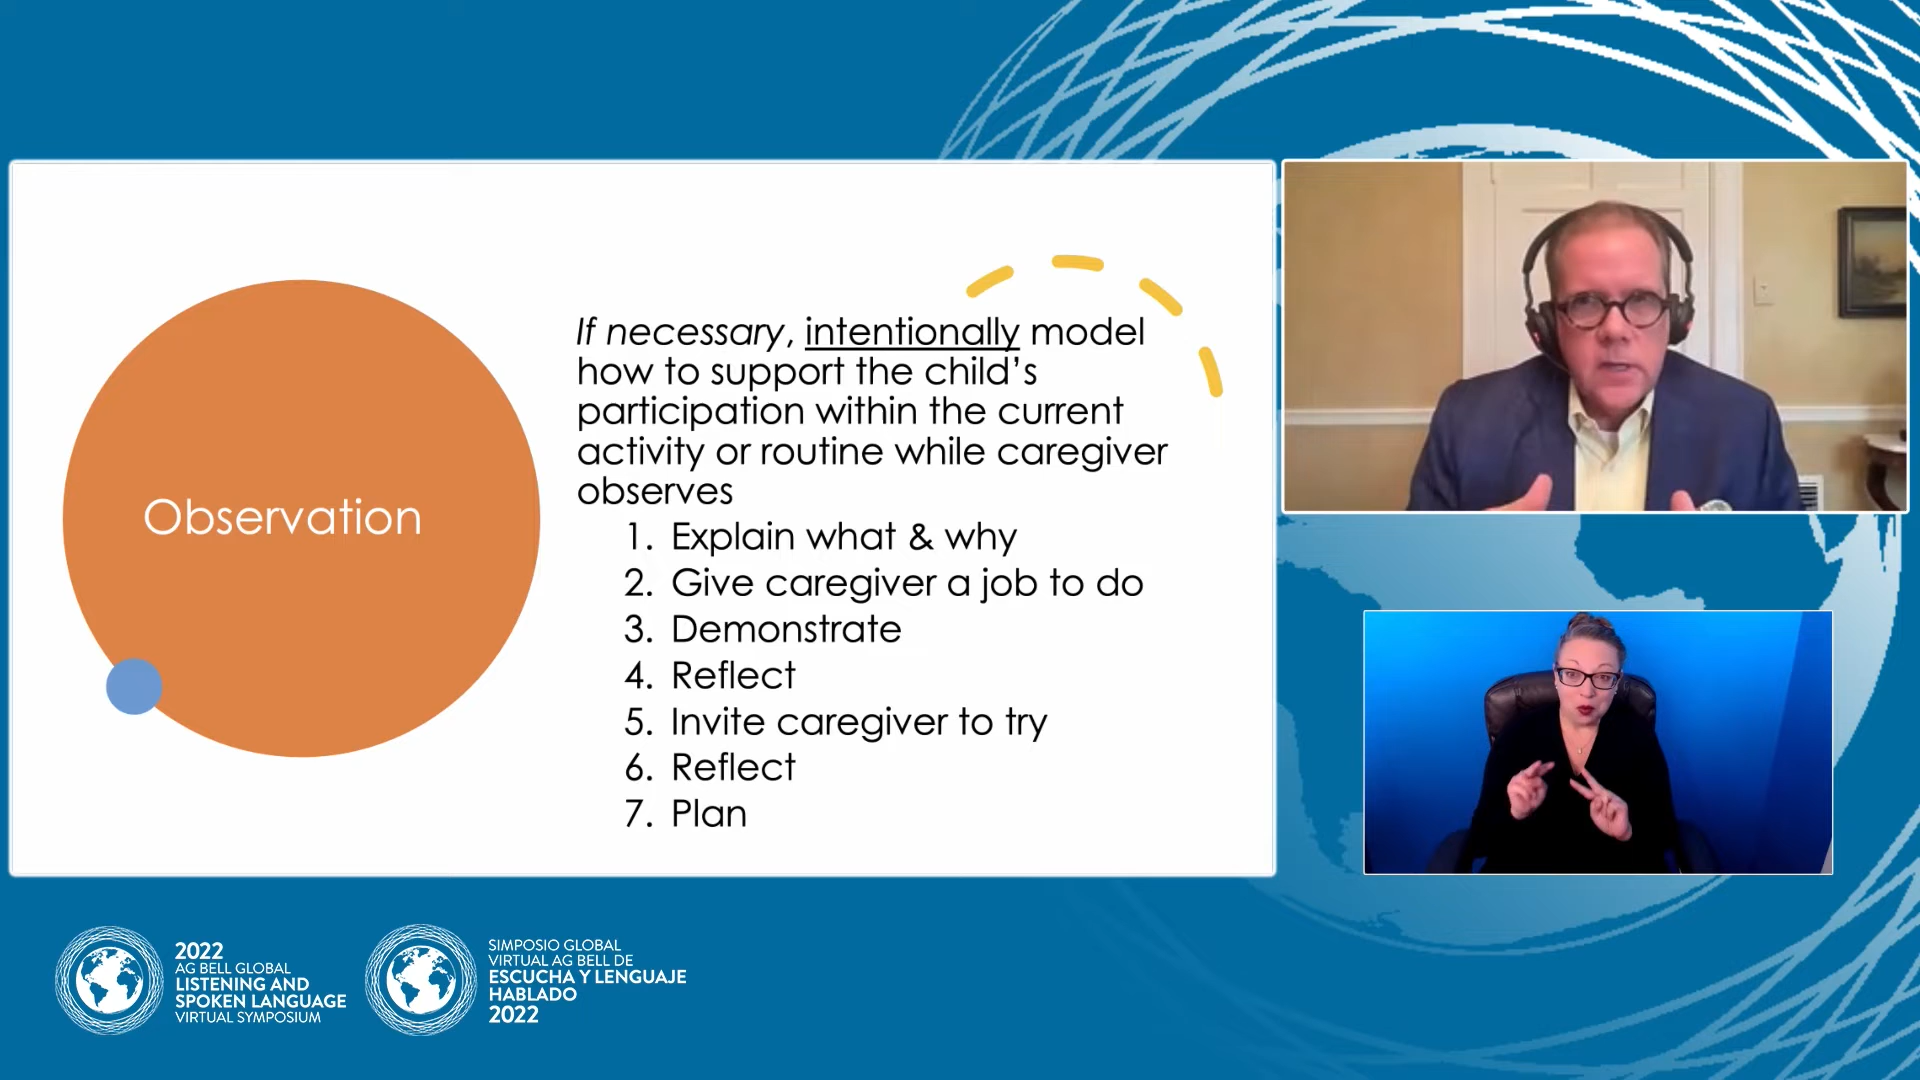 Observation
If necessary, intentionally model
how to support the child’s
participation within the current
activity or routine while caregiver
observes
1. Explain what & why
2. Give caregiver a job to do
3. Demonstrate
4. Reflect
5. Invite caregiver to try
6. Reflect
7. Plan
2022
AG BELL GLOBAL
LISTENING AND
SPOKEN LANGUAGE
VIRTUAL SYMPOSIUM
SIMPOSIO GLOBAL
VIRTUAL AG BELL DE
ESCUCHA Y LENGUAJE
HABLADO
2022